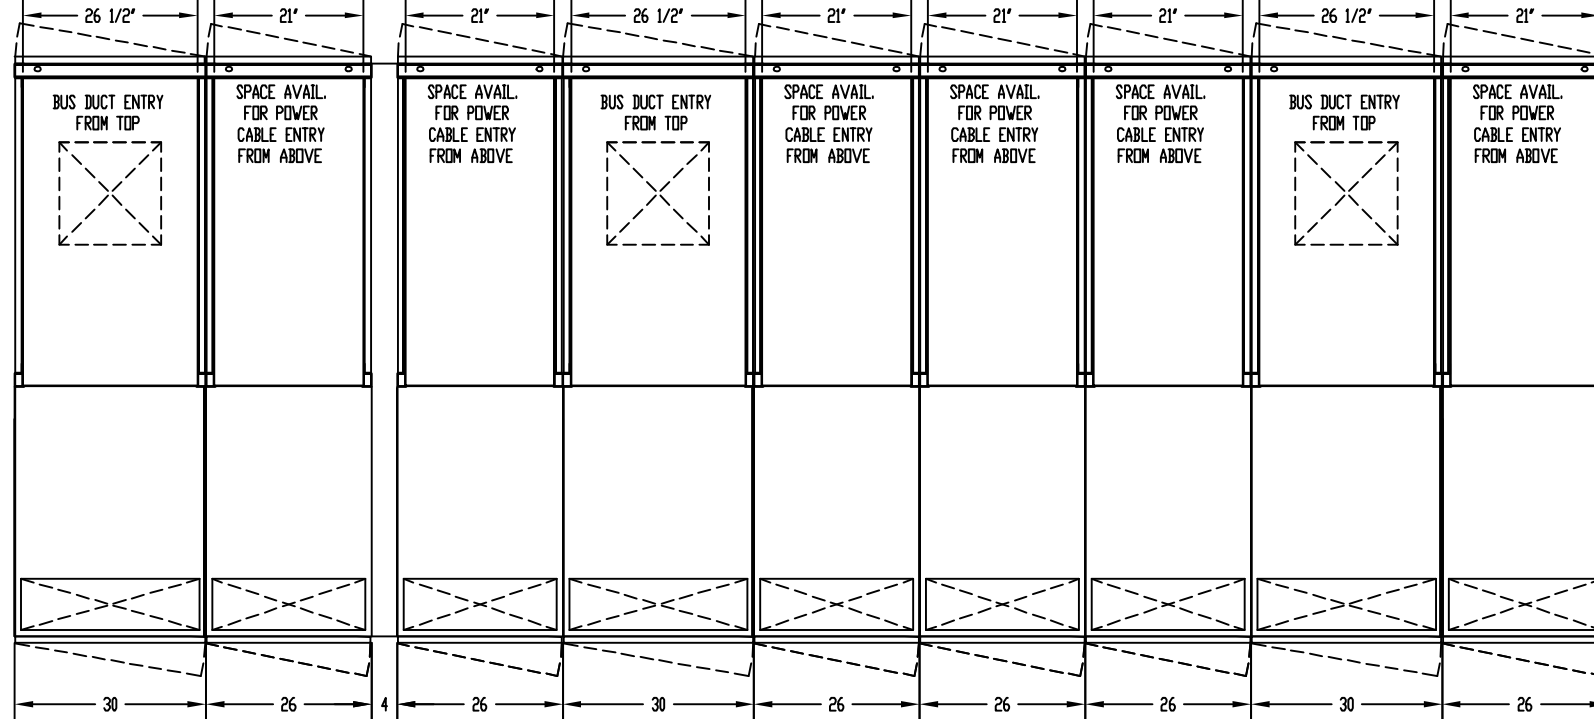 26 1/2" 21" 21" 26 1/2" 21" 21" 21" 26 1/2" 21"
BUS DUCT ENTRY
FROM TOP
SPACE AVAIL.
FOR POWER
CABLE ENTRY
FROM ABOVE
SPACE AVAIL.
FOR POWER
CABLE ENTRY
FROM ABOVE
BUS DUCT ENTRY
FROM TOP
SPACE AVAIL.
FOR POWER
CABLE ENTRY
FROM ABOVE
SPACE AVAIL.
FOR POWER
CABLE ENTRY
FROM ABOVE
SPACE AVAIL.
FOR POWER
CABLE ENTRY
FROM ABOVE
BUS DUCT ENTRY
FROM TOP
SPACE AVAIL.
FOR POWER
CABLE ENTRY
FROM ABOVE
30 26 4 26 30 26 26 26 30 26